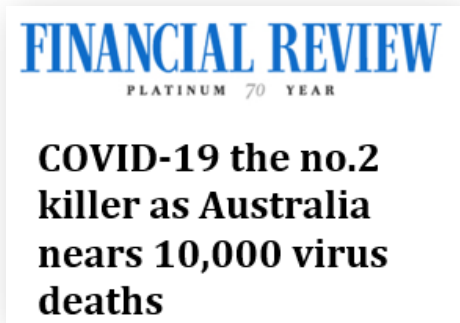 FINANCIAL REVIEW
PLATINUM 70 YEAR
COVID-19 the no.2
killer as Australia
nears 10,000 virus
deaths